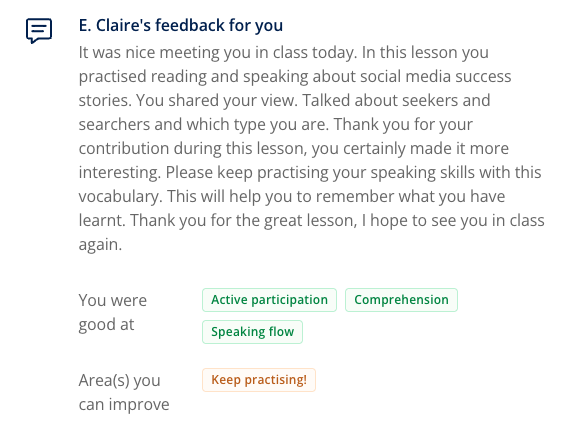 E. Claire's feedback for you
It was nice meeting you in class today. In this lesson you
practised reading and speaking about social media success
stories. You shared your view. Talked about seekers and
searchers and which type you are. Thank you for your
contribution during this lesson, you certainly made it more
interesting. Please keep practising your speaking skills with this
vocabulary. This will help you to remember what you have
learnt. Thank you for the great lesson, I hope to see you in class
again.
You were
good at
Active participation Comprehension
Speaking flow
Area(s) you
can improve
Keep practising!